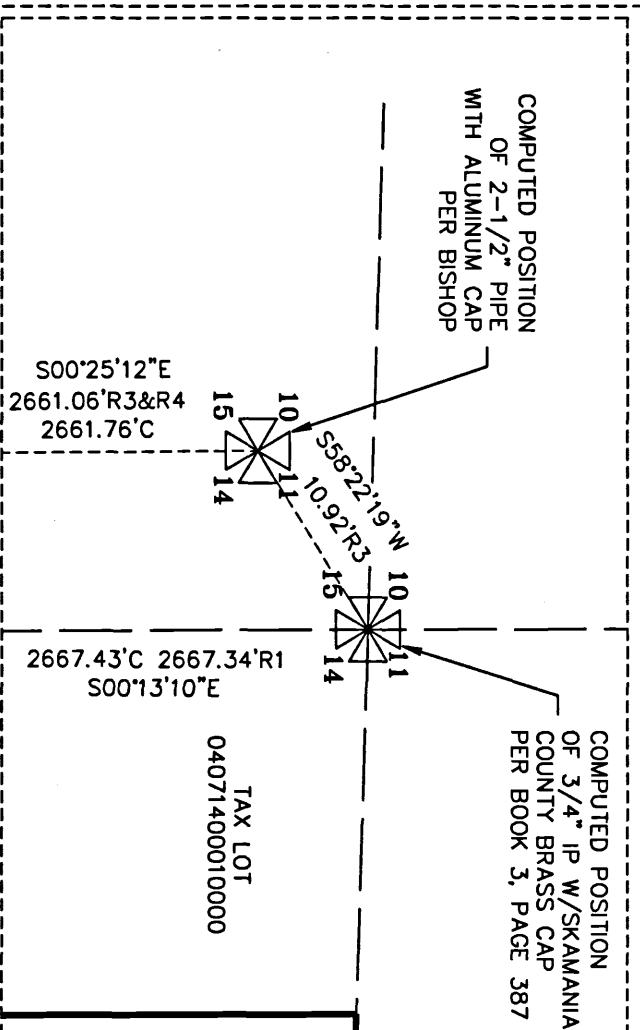 COMPUTED POSITION
OF 2-1/2" PIPE
WITH ALUMINUM CAP
PER BISHOP
S00°25'12"E
2661.06'R3&R4
2661.76'C
10
15
11
14
S58°22'19"W
10.92'R3
10
15
11
14
2667.43'C 2667.34'R1
S00°13'10"E
COMPUTED POSITION
OF 3/4" IP W/SKAMANIA
COUNTY BRASS CAP
PER BOOK 3, PAGE 387
TAX LOT
04071400010000